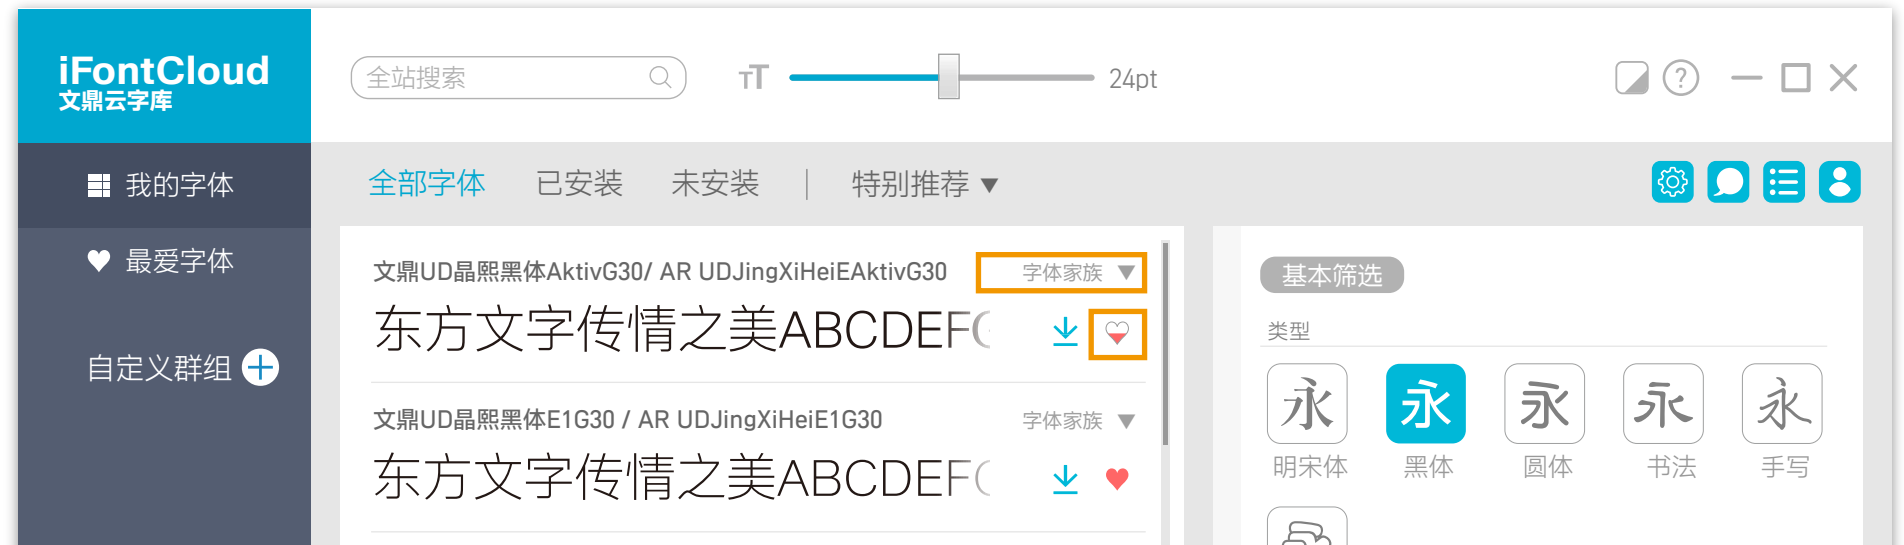 iFontCloud
文鼎云字库
全站搜索
TT
24pt
?
我的字体
最爱字体
自定义群组
全部字体 已安装 未安装 | 特别推荐 ▼
文鼎UD晶熙黑体AktivG30/ AR UDJingXiHeiEAktivG30
字体家族 ▼
东方文字传情之美ABCDEFG
文鼎UD晶熙黑体E1G30 / AR UDJingXiHeiE1G30
字体家族 ▼
东方文字传情之美ABCDEFG
基本筛选
类型
永 永 永 永 永
明宋体 黑体 圆体 书法 手写